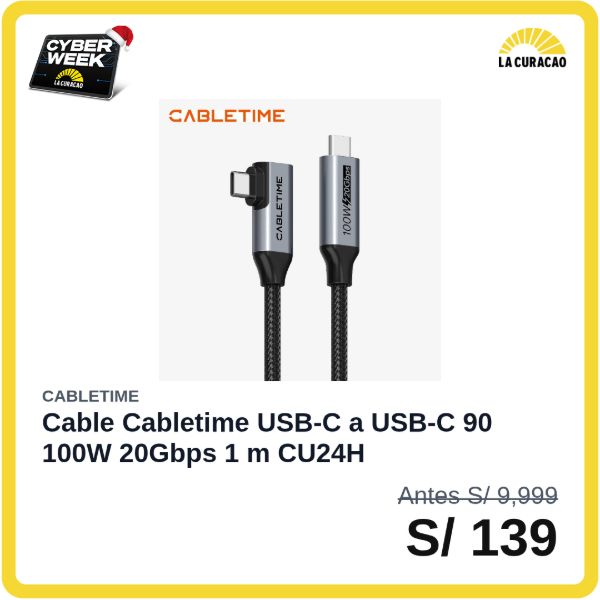 CYBER
WEEK
LA CURACAO
LA CURACAO
CABLETIME
CABLETIME
100W 20Gbps
CABLETIME
Cable Cabletime USB-C a USB-C 90
100W 20Gbps 1 m CU24H
Antes S/ 9,999
S/ 139